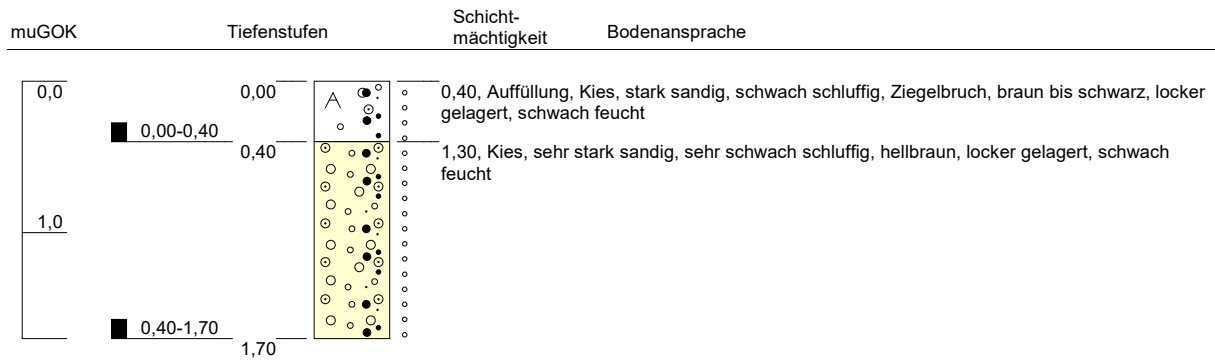 muGOK
Tiefenstufen
Schicht-
mächtigkeit
Bodenansprache
0,0
0,00
A
0,40, Auffüllung, Kies, stark sandig, schwach schluffig, Ziegelbruch, braun bis schwarz, locker
gelagert, schwach feucht
0,00-0,40
0,40
1,30, Kies, sehr stark sandig, sehr schwach schluffig, hellbraun, locker gelagert, schwach
feucht
1,0
0,40-1,70
1,70